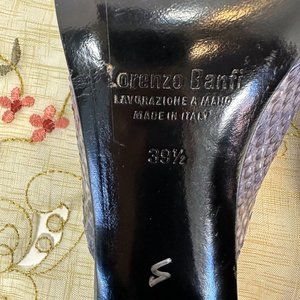 Lorenzo Banfi
LAVORAZIONE A MANO
MADE IN ITALY
39½
S